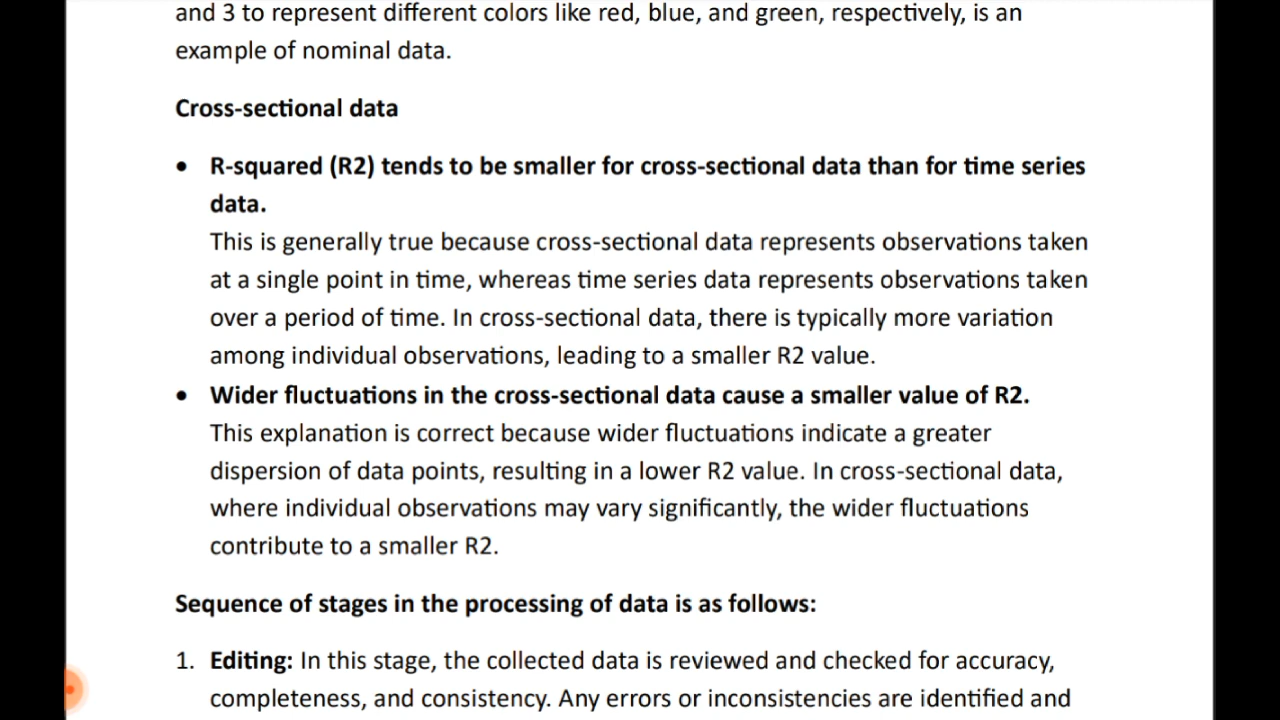 and 3 to represent different colors like red, blue, and green, respectively, is an
example of nominal data.
Cross-sectional data
• R-squared (R2) tends to be smaller for cross-sectional data than for time series
data.
This is generally true because cross-sectional data represents observations taken
at a single point in time, whereas time series data represents observations taken
over a period of time. In cross-sectional data, there is typically more variation
among individual observations, leading to a smaller R2 value.
• Wider fluctuations in the cross-sectional data cause a smaller value of R2.
This explanation is correct because wider fluctuations indicate a greater
dispersion of data points, resulting in a lower R2 value. In cross-sectional data,
where individual observations may vary significantly, the wider fluctuations
contribute to a smaller R2.
Sequence of stages in the processing of data is as follows:
1. Editing: In this stage, the collected data is reviewed and checked for accuracy,
completeness, and consistency. Any errors or inconsistencies are identified and